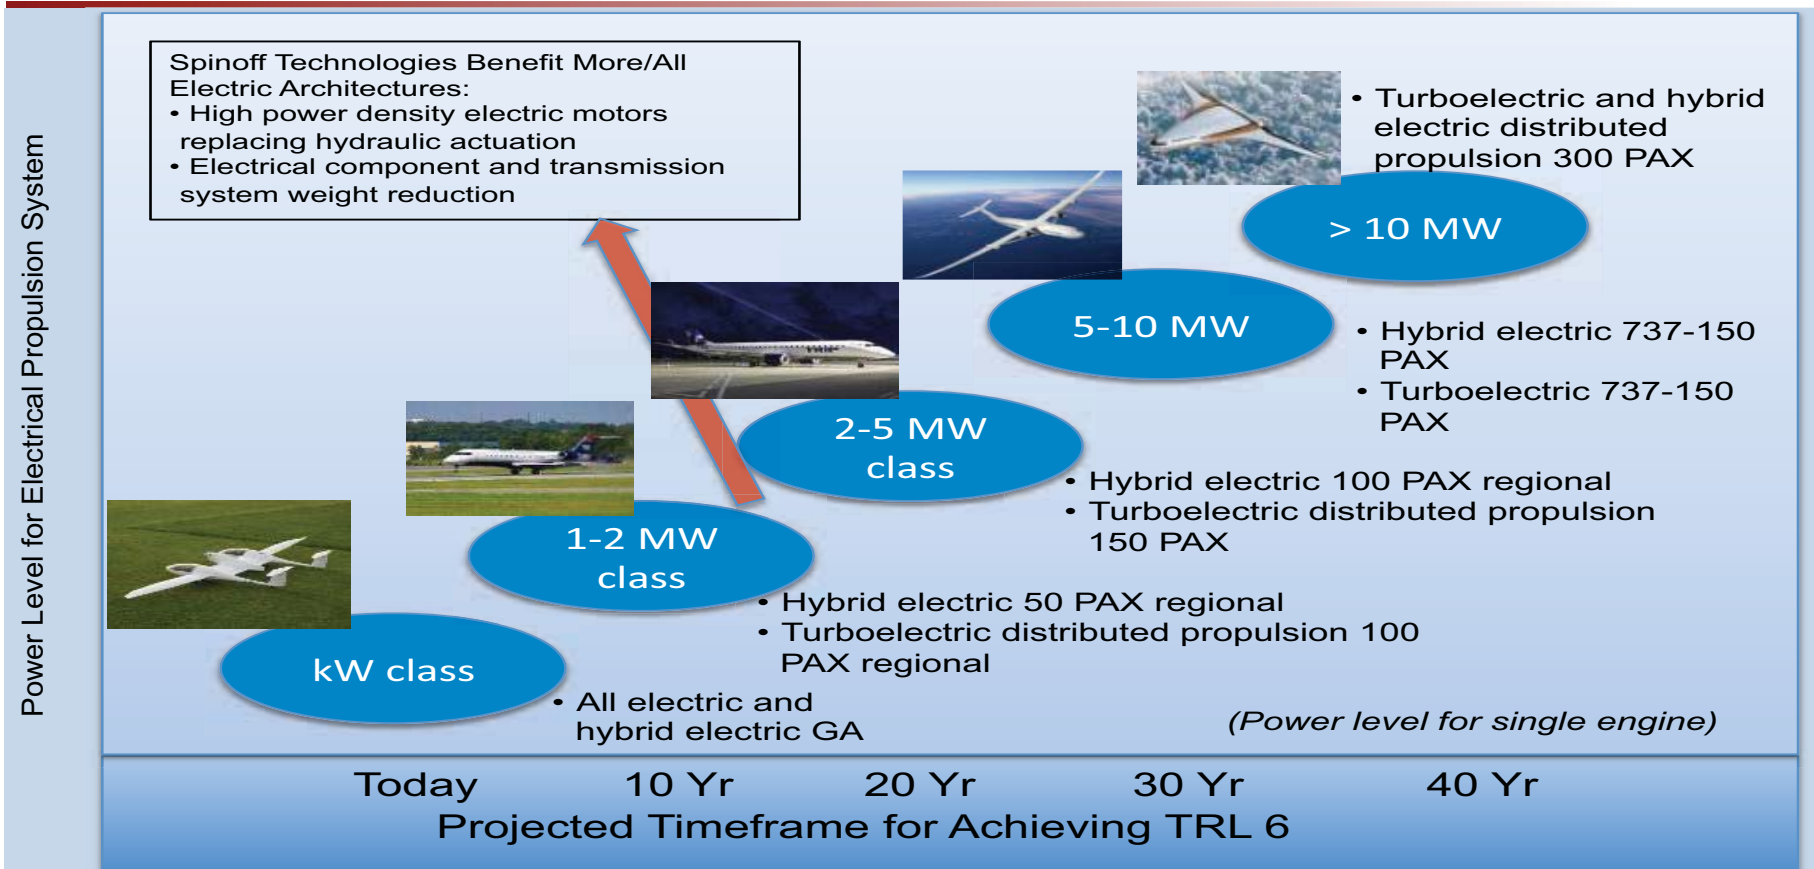 Power Level for Electrical Propulsion System
Spinoff Technologies Benefit More/All
Electric Architectures:
• High power density electric motors
replacing hydraulic actuation
• Electrical component and transmission
system weight reduction
• Turboelectric and hybrid
electric distributed
propulsion 300 PAX
> 10 MW
5-10 MW
• Hybrid electric 737-150
PAX
• Turboelectric 737-150
PAX
2-5 MW
class
• Hybrid electric 100 PAX regional
• Turboelectric distributed propulsion
150 PAX
1-2 MW
class
• Hybrid electric 50 PAX regional
• Turboelectric distributed propulsion 100
PAX regional
kW class
• All electric and
hybrid electric GA
(Power level for single engine)
Today 10 Yr 20 Yr 30 Yr 40 Yr
Projected Timeframe for Achieving TRL 6